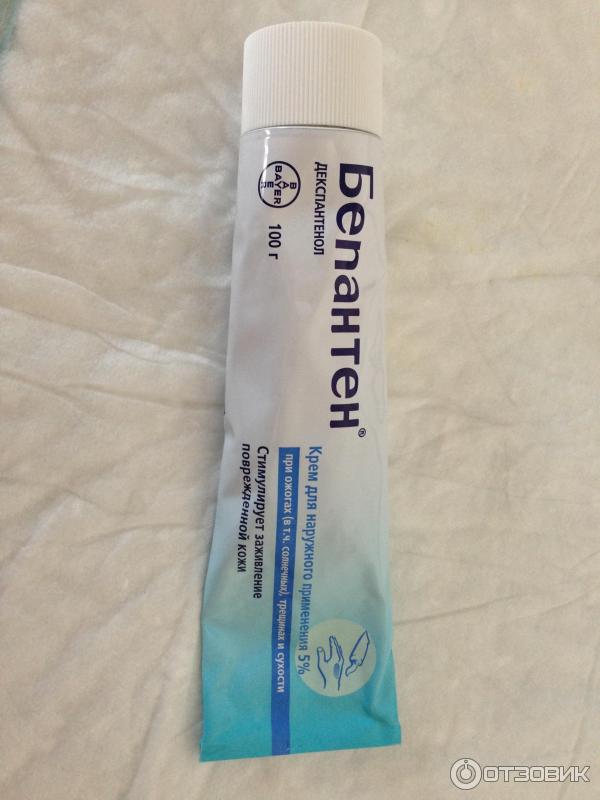 Бепантен®
ДЕКСПАНТЕНОЛ
BAYER
BAYER
100 г
Крем для наружного применения 5%
при ожогах (в т.ч. солнечных), трещинах и сухости
Стимулирует заживление
поврежденной кожи
ОТЗОВИК